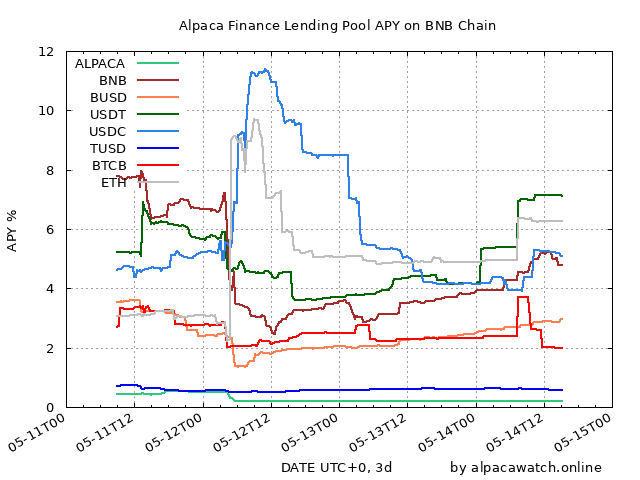 Alpaca Finance Lending Pool APY on BNB Chain
12
10
8
6
4
2
0
APY %
ALPACA
BNB
BUSD
USDT
USDC
TUSD
BTCB
ETH
05-11T00
05-11T12
05-12T00
05-12T12
05-13T00
05-13T12
05-14T00
05-14T12
05-15T00
DATE UTC+0, 3d
by alpacawatch.online